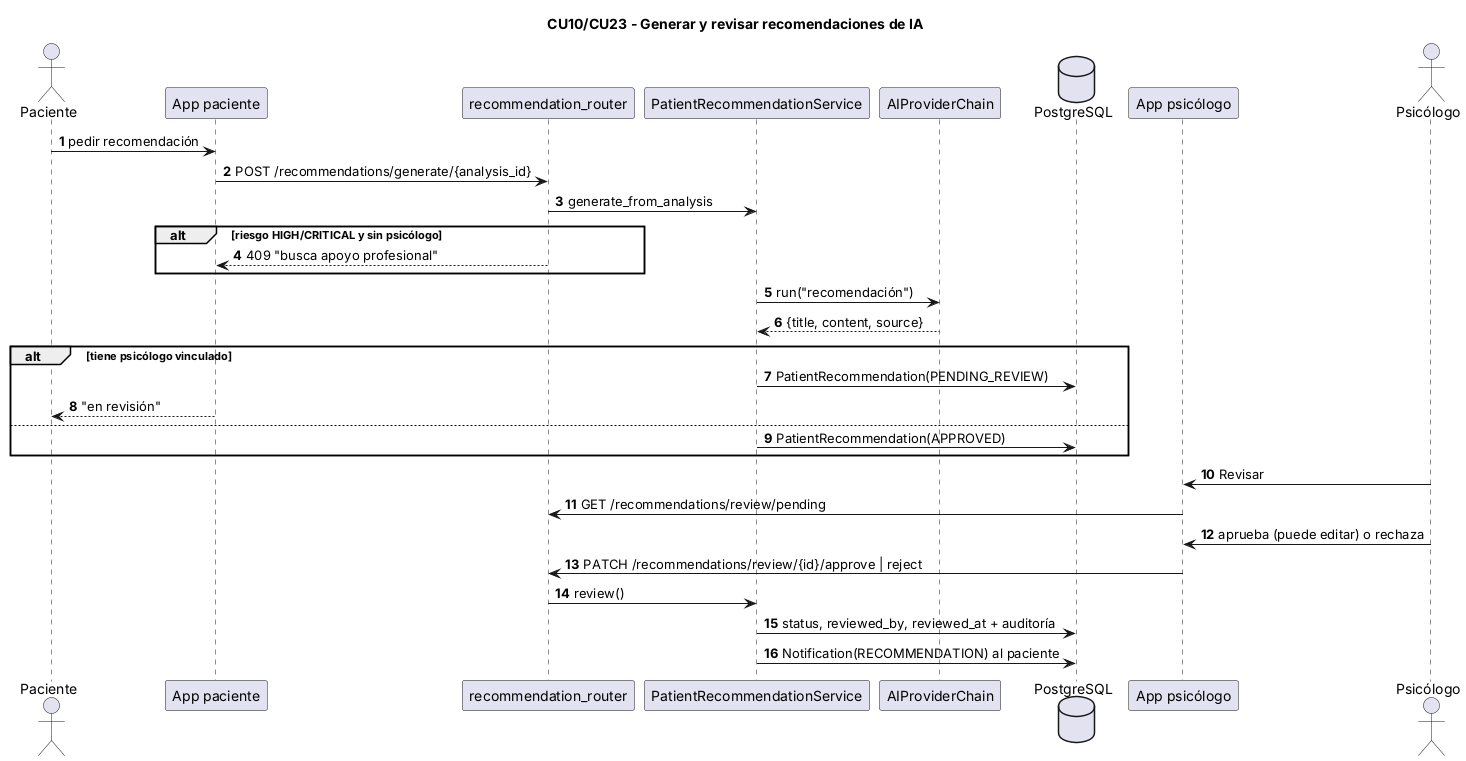 CU10/CU23 - Generar y revisar recomendaciones de IA
Paciente
App paciente
recommendation_router
PatientRecommendationService
AIProviderChain
PostgreSQL
App psicólogo
Psicólogo
1 pedir recomendación
2 POST /recommendations/generate/{analysis_id}
3 generate_from_analysis
alt [riesgo HIGH/CRITICAL y sin psicólogo]
4 409 "busca apoyo profesional"
5 run("recomendación")
6 {title, content, source}
alt [tiene psicólogo vinculado]
7 PatientRecommendation(PENDING_REVIEW)
8 "en revisión"
9 PatientRecommendation(APPROVED)
10 Revisar
11 GET /recommendations/review/pending
12 aprueba (puede editar) o rechaza
13 PATCH /recommendations/review/{id}/approve | reject
14 review()
15 status, reviewed_by, reviewed_at + auditoría
16 Notification(RECOMMENDATION) al paciente
Paciente
App paciente
recommendation_router
PatientRecommendationService
AIProviderChain
PostgreSQL
App psicólogo
Psicólogo